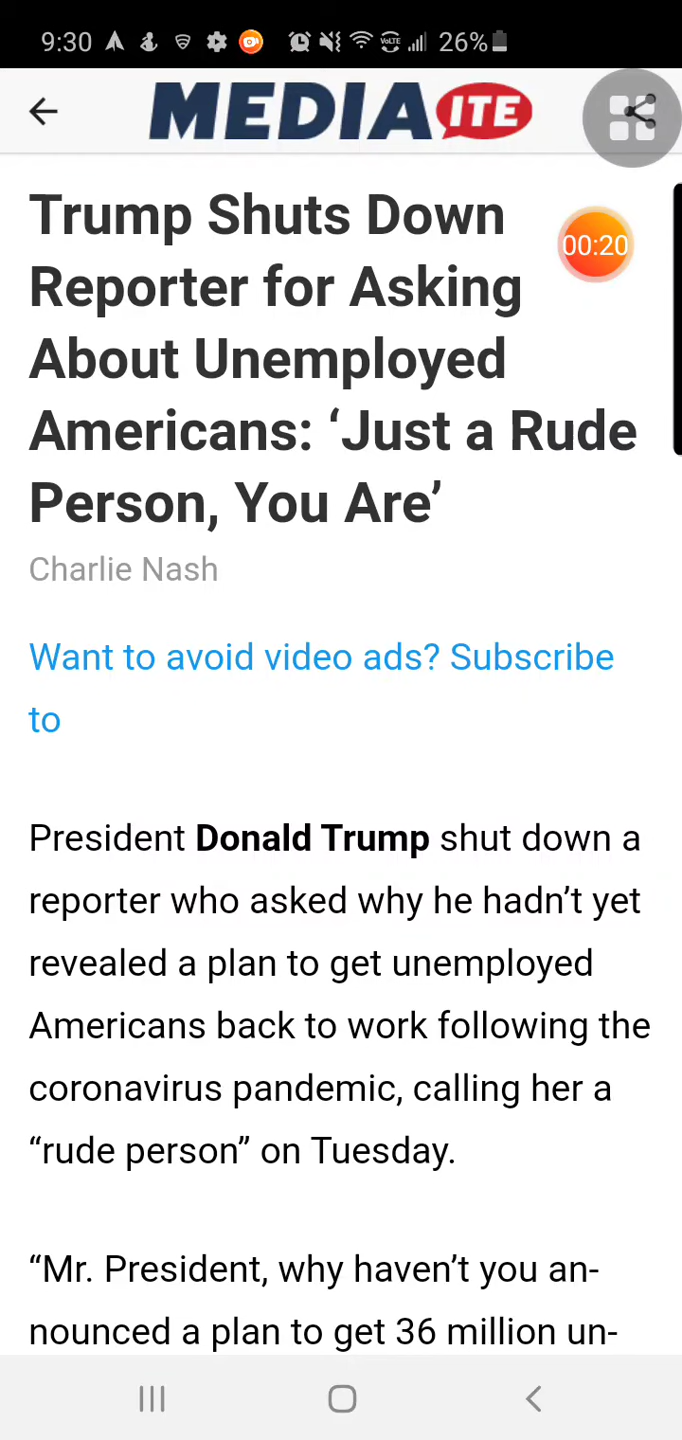 9:30 VoLTE 26%
MEDIAITE
Trump Shuts Down
00:20
Reporter for Asking
About Unemployed
Americans: ‘Just a Rude
Person, You Are’
Charlie Nash
Want to avoid video ads? Subscribe
to
President Donald Trump shut down a
reporter who asked why he hadn’t yet
revealed a plan to get unemployed
Americans back to work following the
coronavirus pandemic, calling her a
“rude person” on Tuesday.
“Mr. President, why haven’t you an-
nounced a plan to get 36 million un-